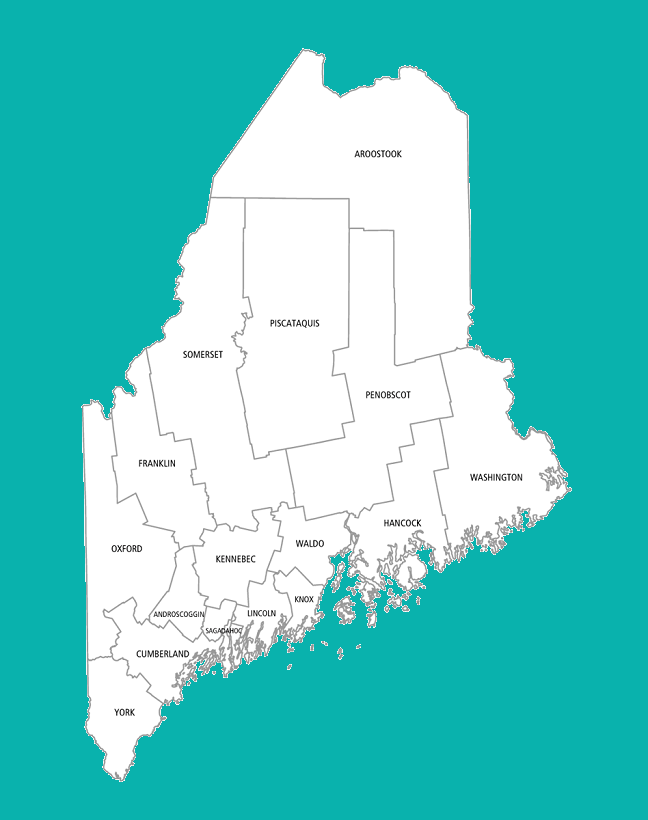 AROOSTOOK
PISCATAQUIS
SOMERSET
PENOBSCOT
FRANKLIN
WASHINGTON
HANCOCK
OXFORD
WALDO
KENNEBEC
KNOX
ANDROSCOGGIN
LINCOLN
SAGADAHOC
CUMBERLAND
YORK